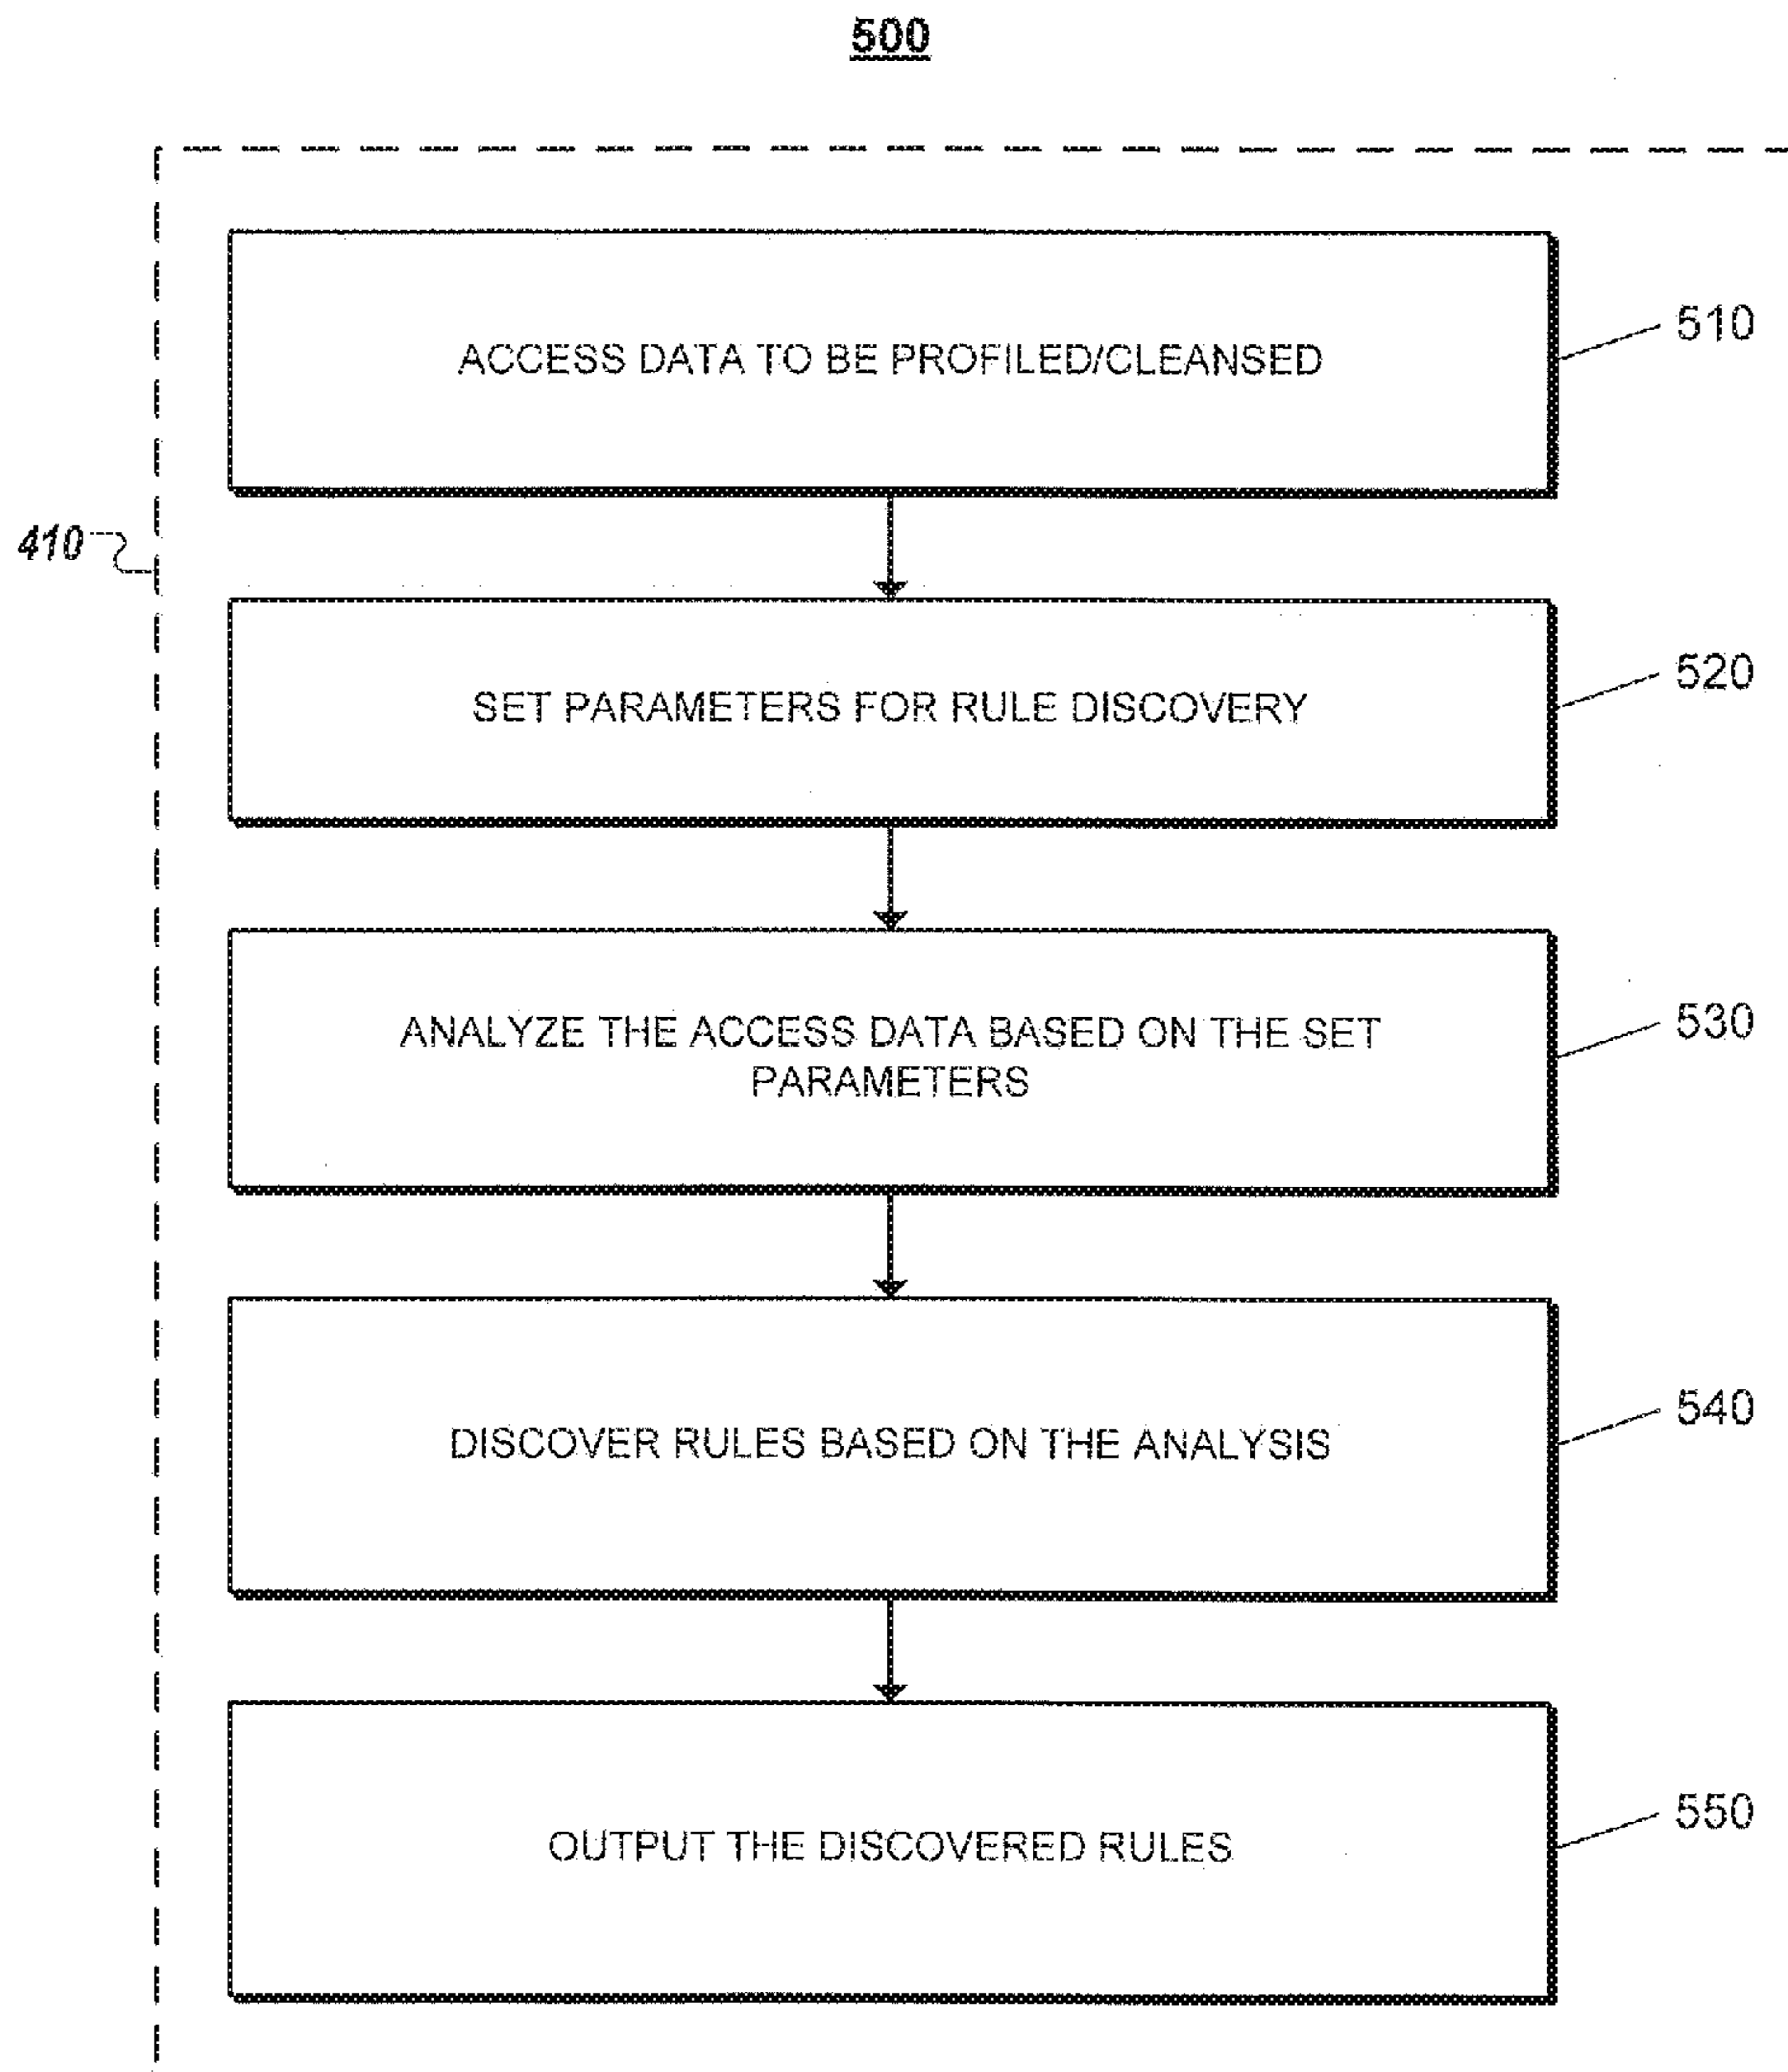 500
ACCESS DATA TO BE PROFILED/CLEANSED
510
410
SET PARAMETERS FOR RULE DISCOVERY
520
ANALYZE THE ACCESS DATA BASED ON THE SET
PARAMETERS
530
DISCOVER RULES BASED ON THE ANALYSIS
540
OUTPUT THE DISCOVERED RULES
550